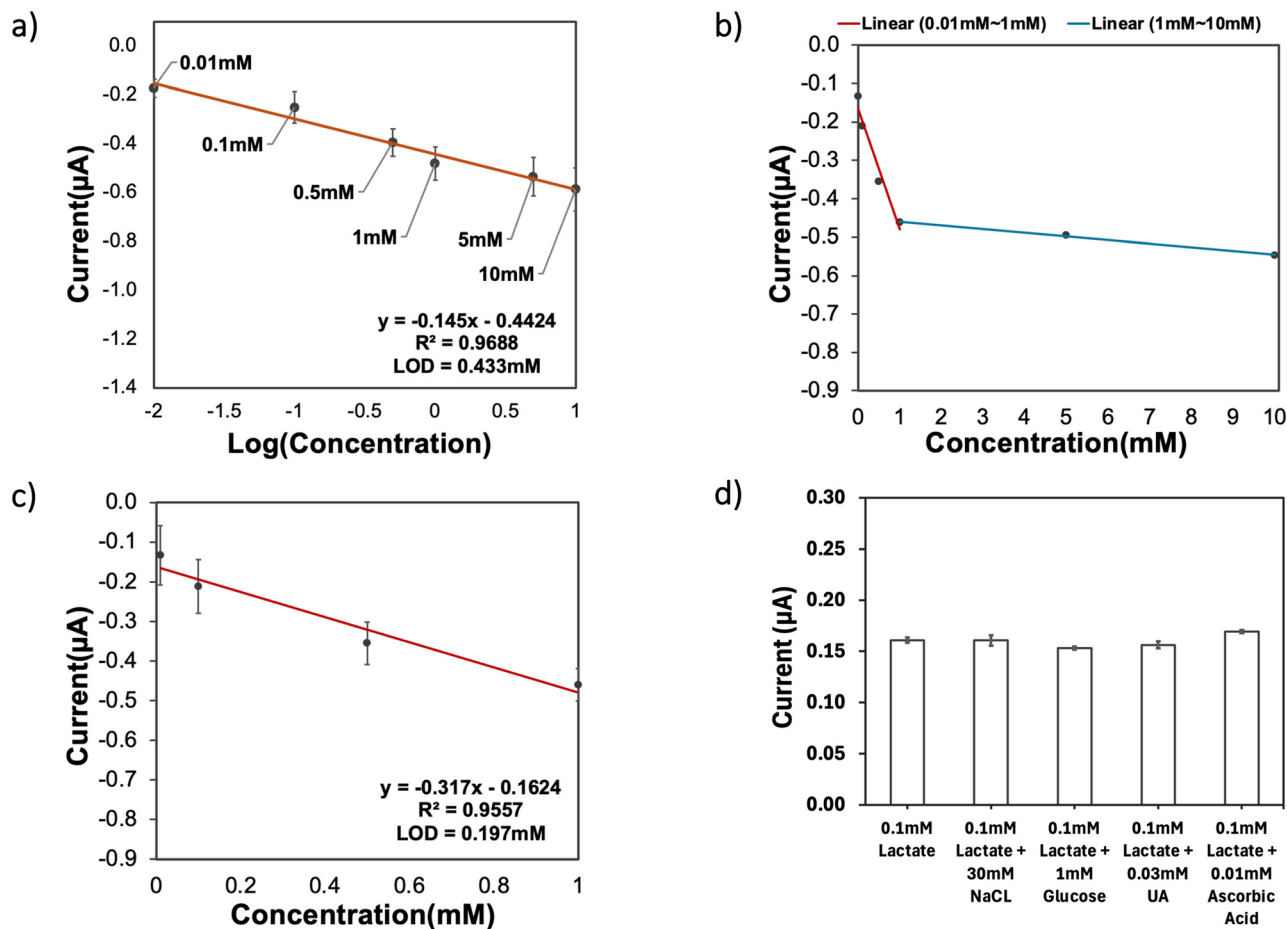 a)
0.0
-0.2
-0.4
-0.6
-0.8
-1.0
-1.2
-1.4
Current(µA)
0.01mM
0.1mM
0.5mM
1mM
5mM
10mM
y = -0.145x - 0.4424
R² = 0.9688
LOD = 0.433mM
-2 -1 -1 0 0.5 1
Log(Concentration)
b)
Linear (0.01mM~1mM) Linear (1mM~10mM)
0.0
-0.1
-0.2
-0.3
-0.4
-0.5
-0.6
-0.7
-0.8
-0.9
Current(µA)
0 1 2 3 4 5 6 7 8 9 10
Concentration(mM)
c)
0.0
-0.1
-0.2
-0.3
-0.4
-0.5
-0.6
-0.7
-0.8
-0.9
Current(µA)
y = -0.317x - 0.1624
R² = 0.9557
LOD = 0.197mM
0 0.2 0.4 0.6 0.8 1
Concentration(mM)
d)
0.30
0.25
0.20
0.15
0.10
0.05
0.00
Current (µA)
0.1mM
Lactate
0.1mM
Lactate +
30mM
NaCL
0.1mM
Lactate +
1mM
Glucose
0.1mM
Lactate +
0.03mM
UA
0.1mM
Lactate +
0.01mM
Ascorbic
Acid